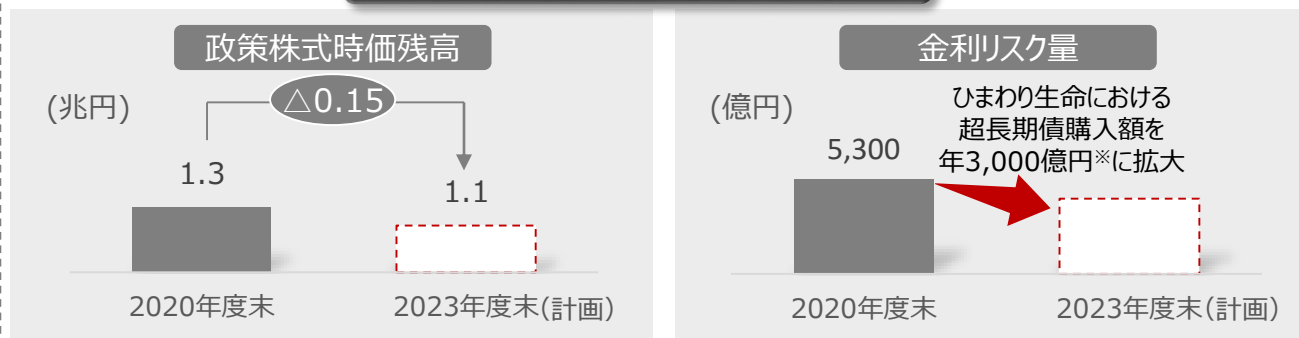 政策株式時価残高
(兆円)
△0.15
1.3
1.1
2020年度末
2023年度末(計画)
金利リスク量
(億円)
ひまわり生命における
超長期債購入額を
年3,000億円※に拡大
5,300
2020年度末
2023年度末(計画)